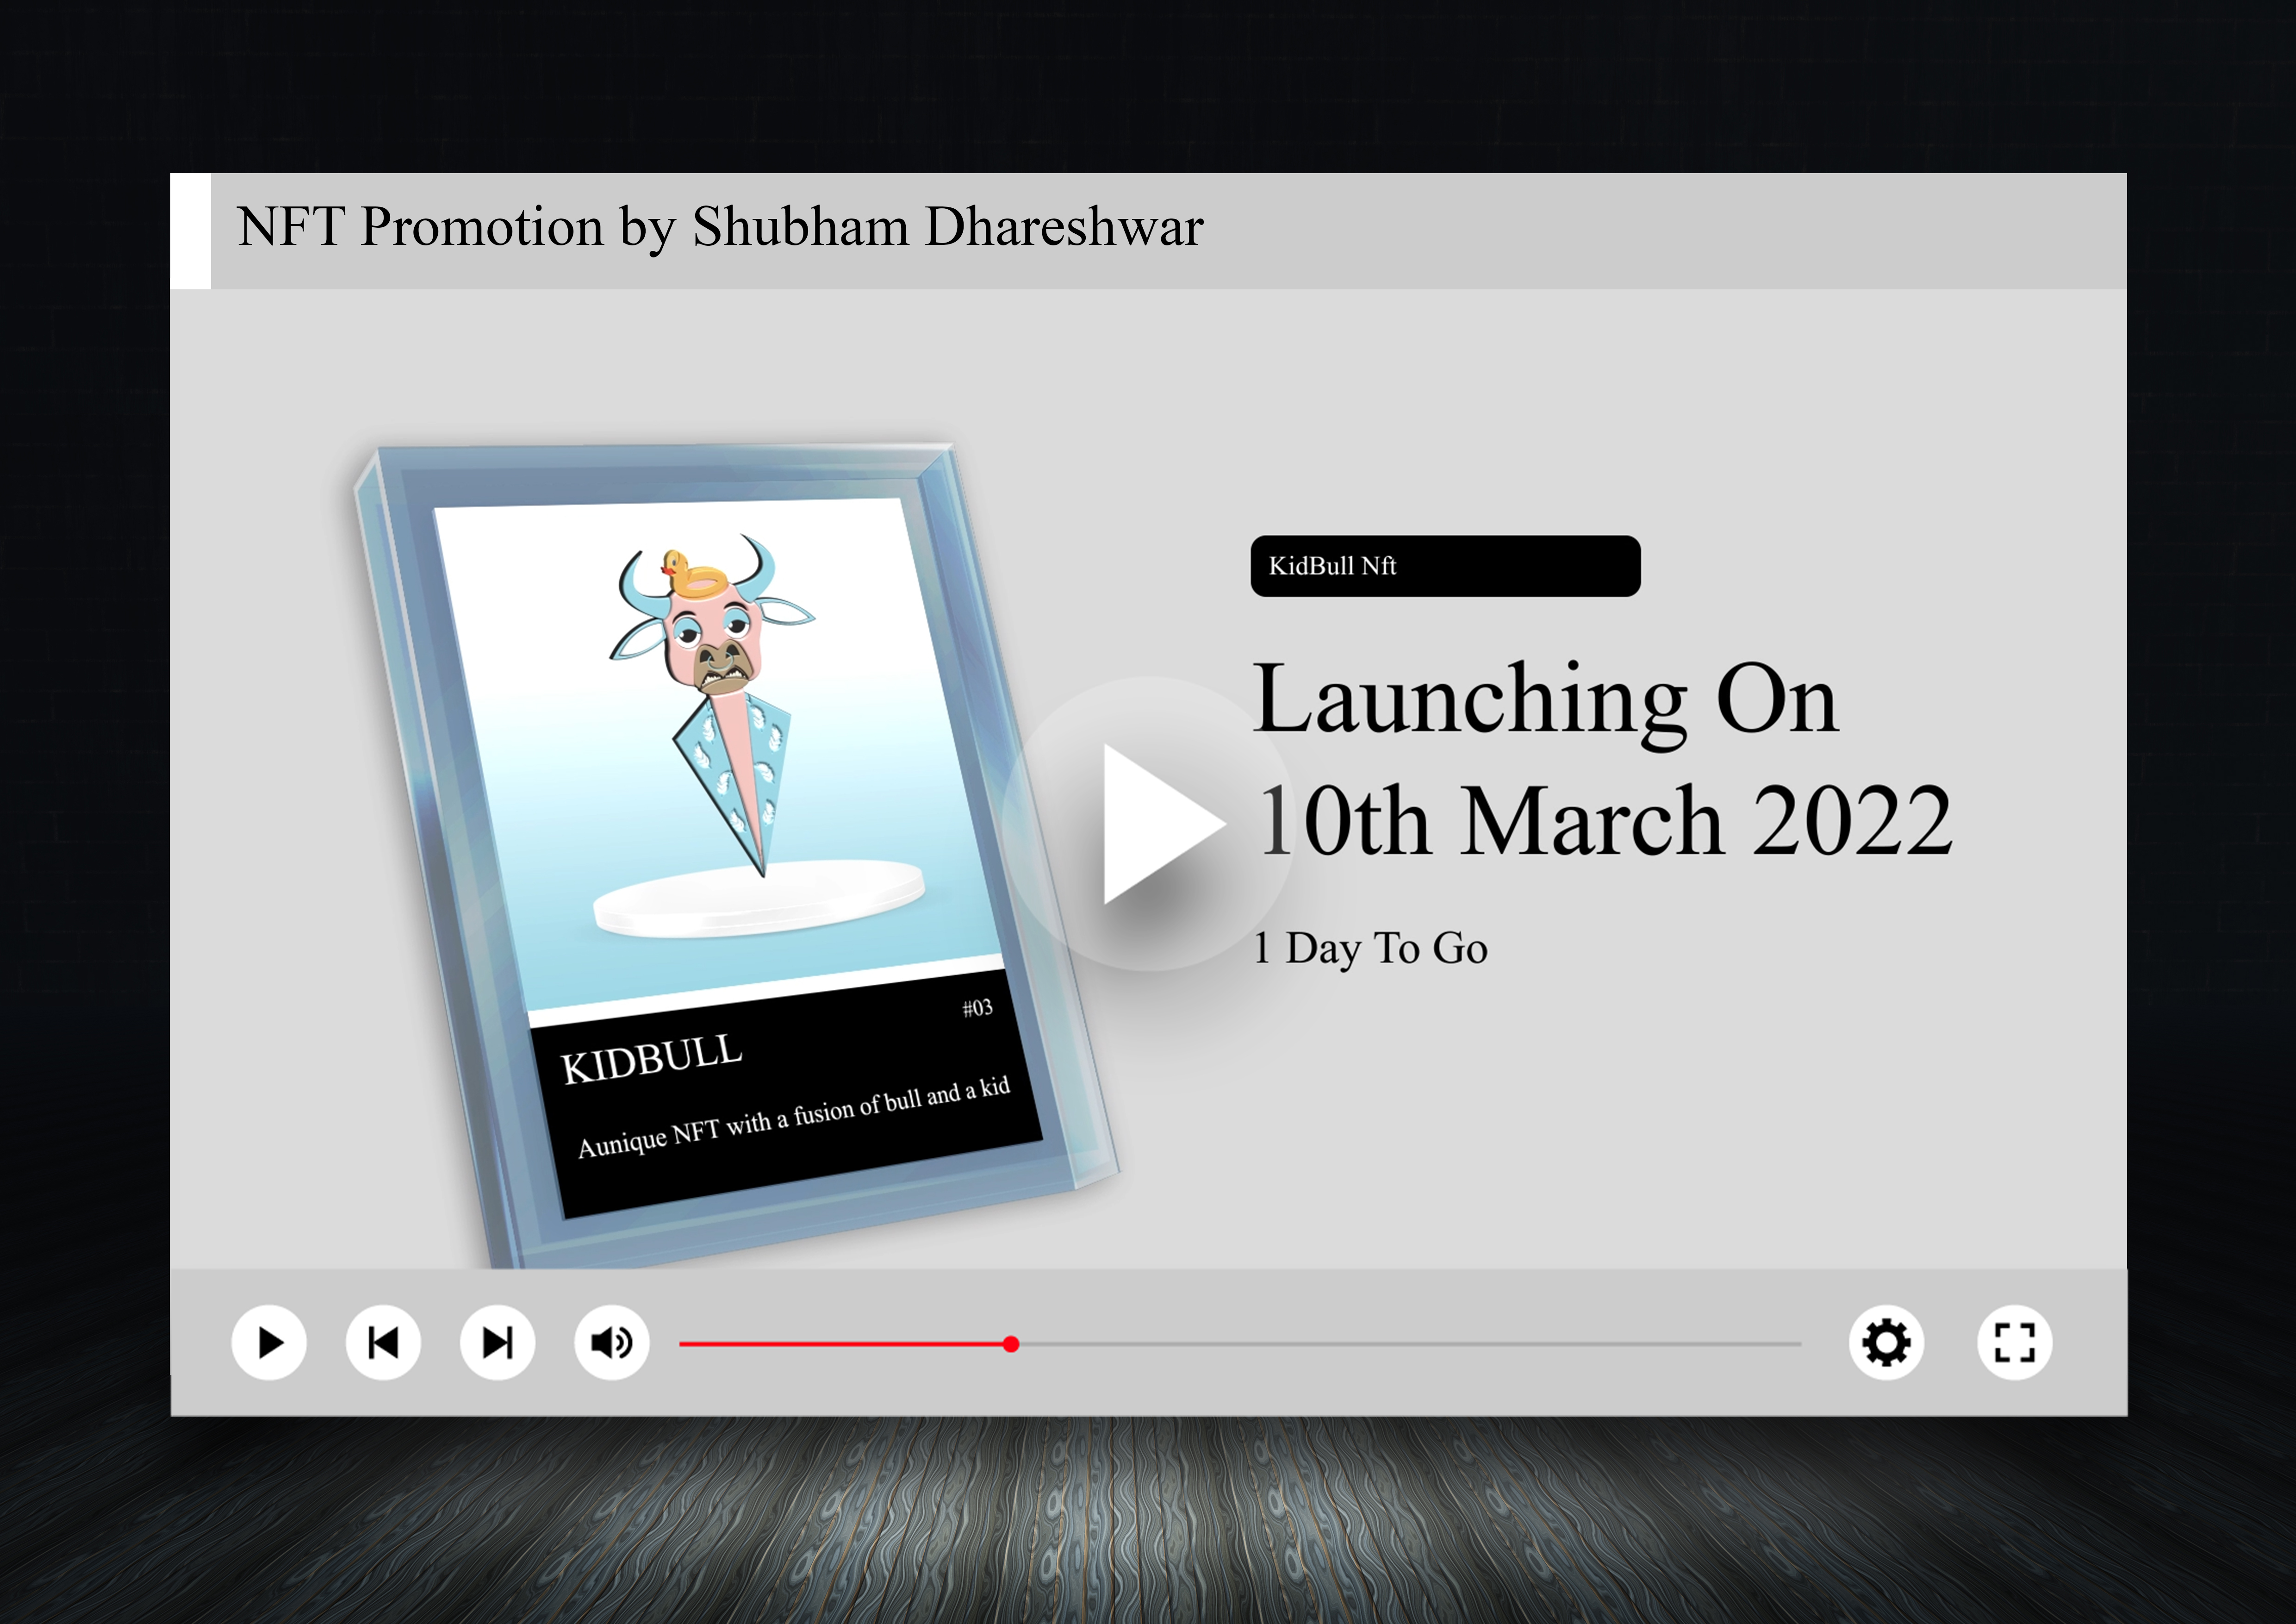 NFT Promotion by Shubham Dhareshwar
KidBull Nft
Launching On
10th March 2022
1 Day To Go
#03
KIDBULL
Aunique NFT with a fusion of bull and a kid